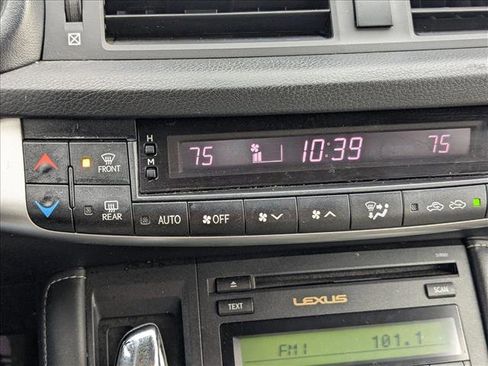 H
M
75 10:39 75
FRONT
REAR AUTO OFF
TEXT LEXUS SCAN
FM1 101.1